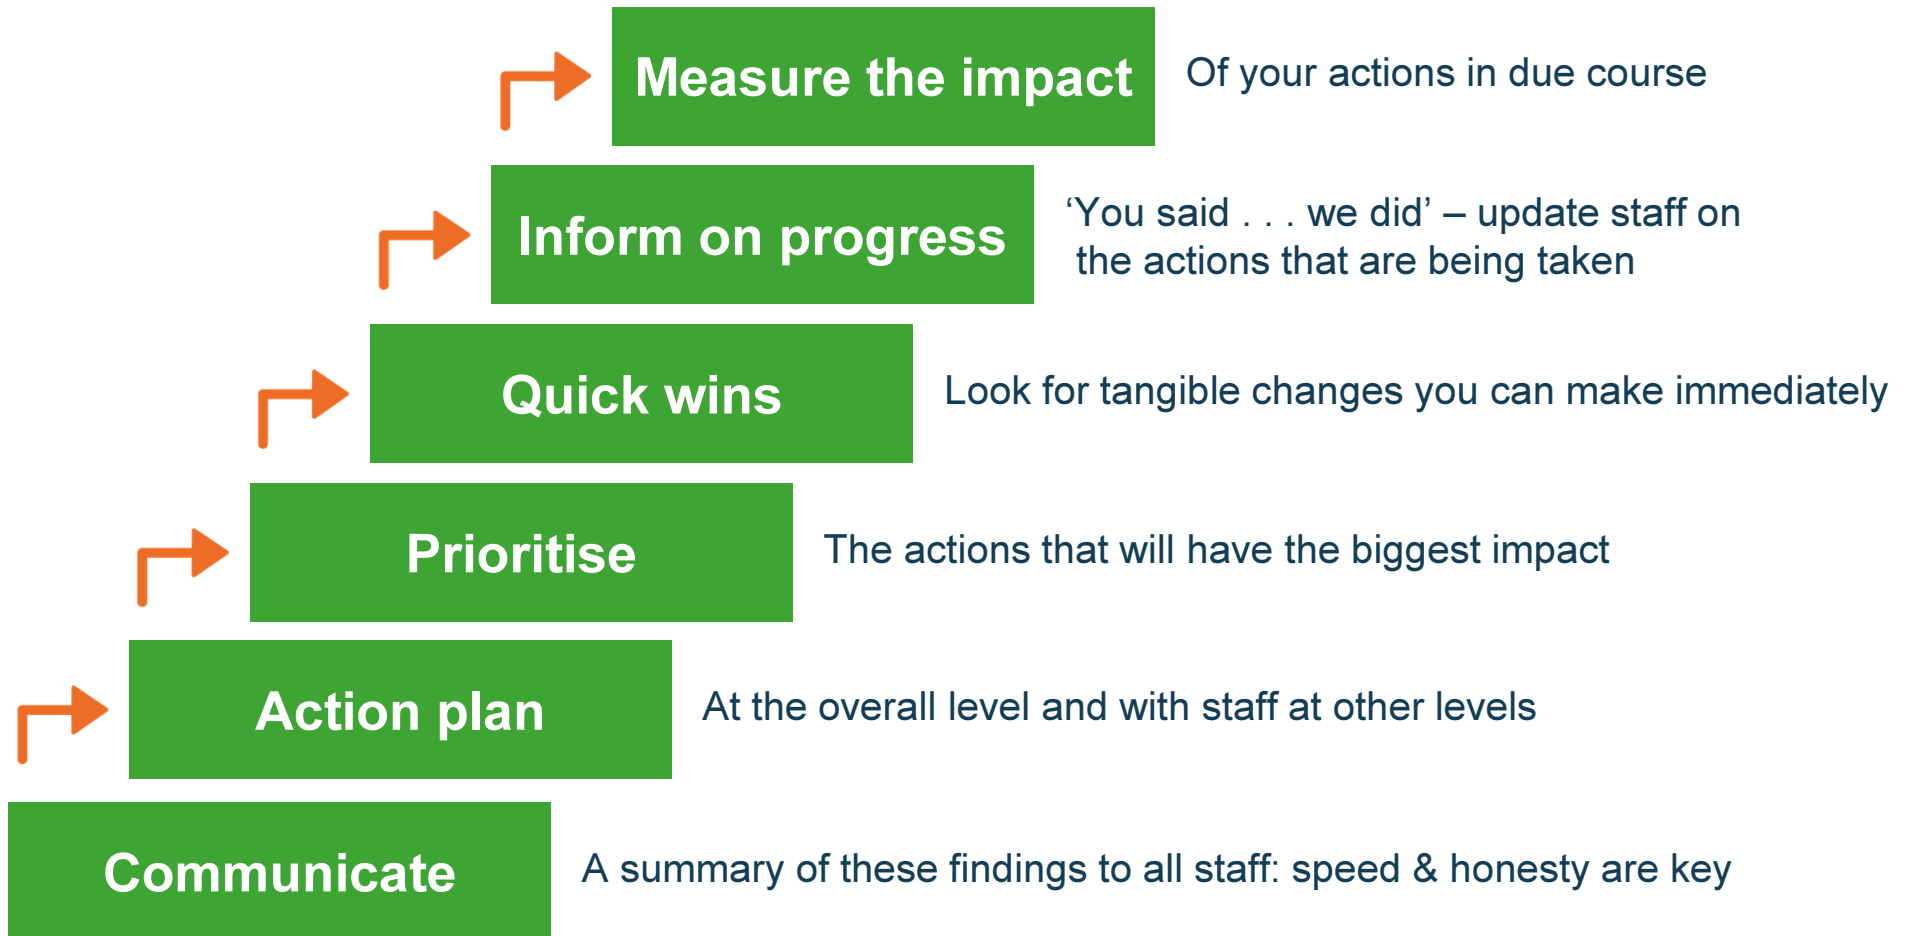 Measure the impact
Of your actions in due course
Inform on progress
‘You said . . . we did’ – update staff on
the actions that are being taken
Quick wins
Look for tangible changes you can make immediately
Prioritise
The actions that will have the biggest impact
Action plan
At the overall level and with staff at other levels
Communicate
A summary of these findings to all staff: speed & honesty are key